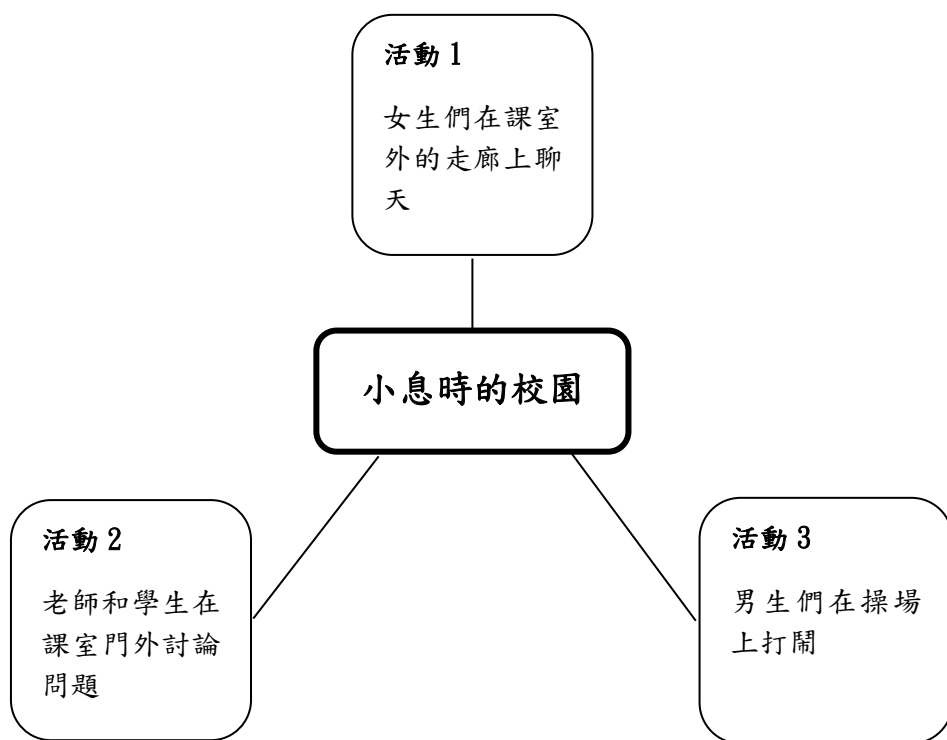 活動 1
女生們在課室
外的走廊上聊
天
小息時的校園
活動 2
老師和學生在
課室門外討論
問題
活動 3
男生們在操場
上打鬧